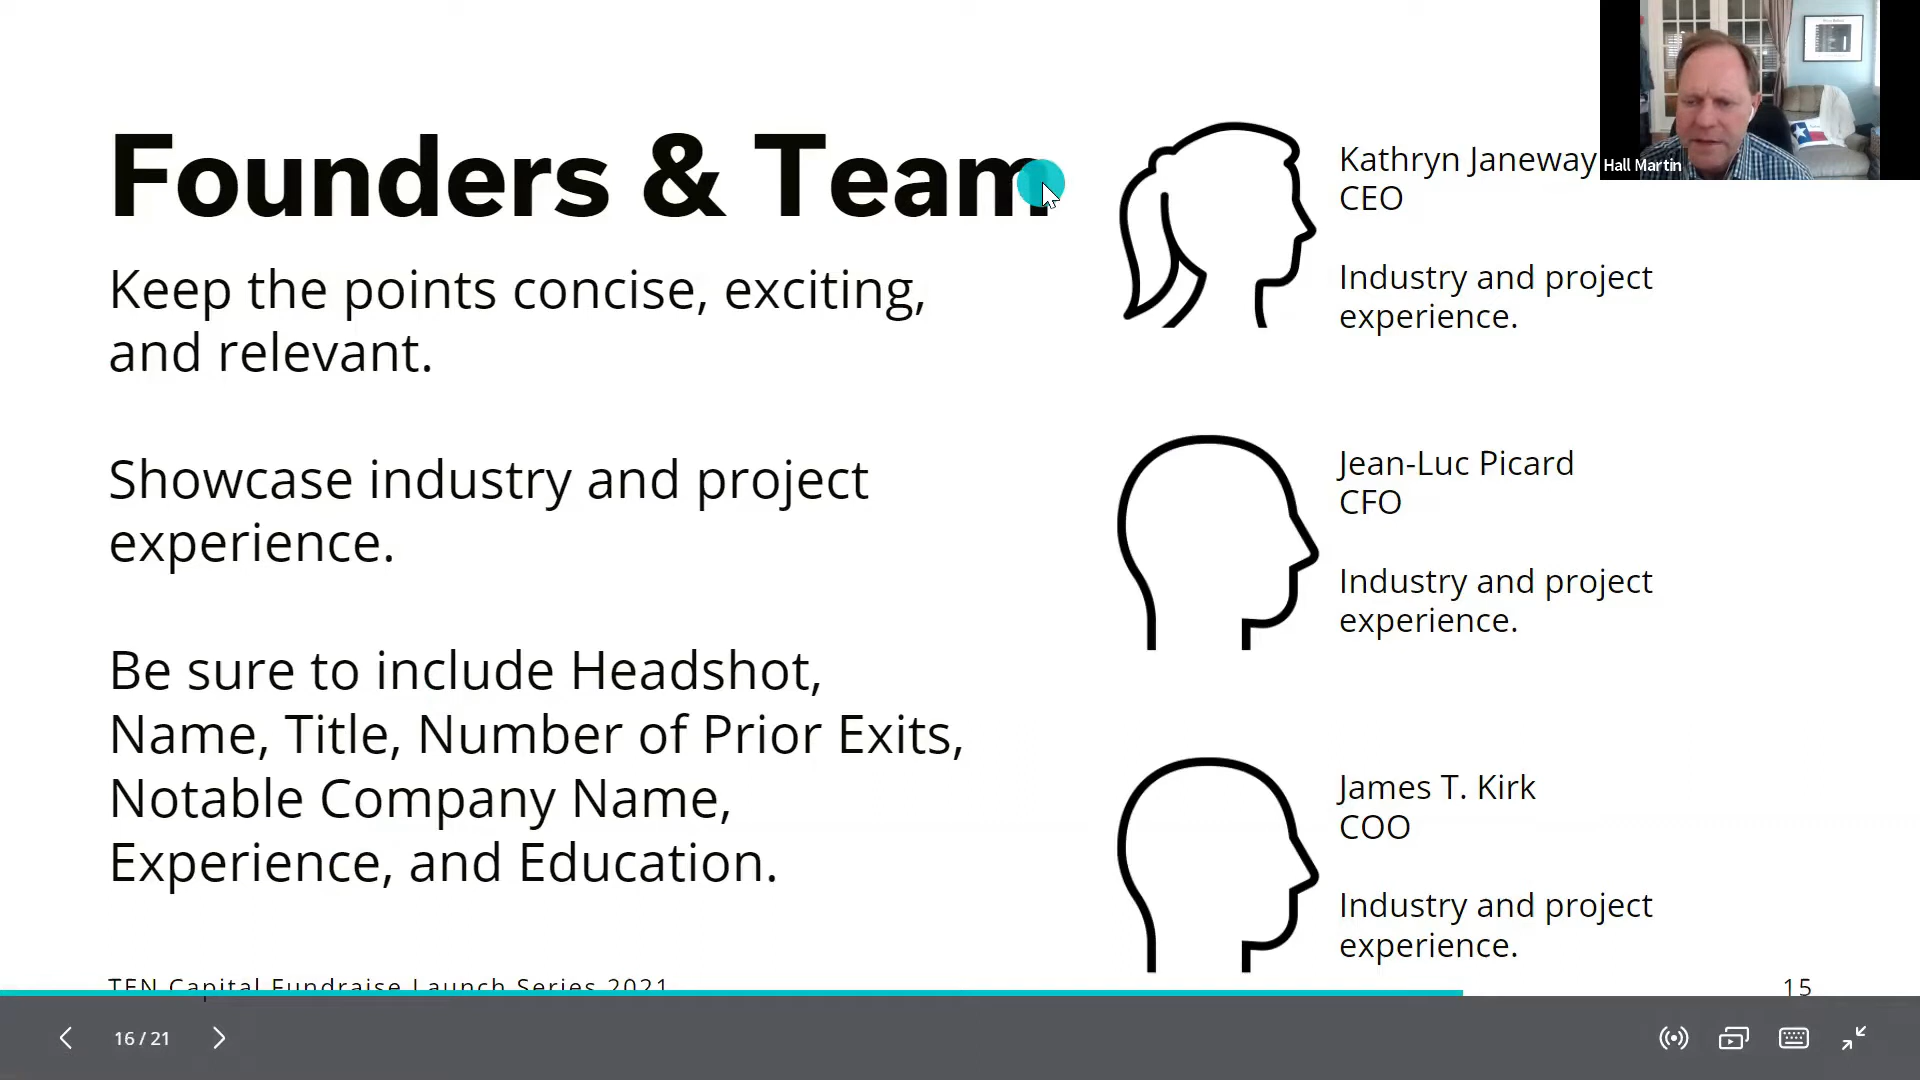 Founders & Team
Keep the points concise, exciting,
and relevant.
Showcase industry and project
experience.
Be sure to include Headshot,
Name, Title, Number of Prior Exits,
Notable Company Name,
Experience, and Education.
Kathryn Janeway
CEO
Industry and project
experience.
Jean-Luc Picard
CFO
Industry and project
experience.
James T. Kirk
COO
Industry and project
experience.
Hall Martin
TEN Capital Fundraise Launch Series 2021
15
16 / 21